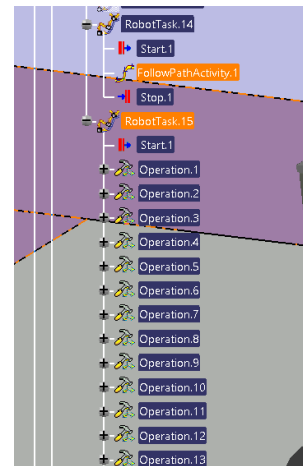 RobotTask.14
Start.1
FollowPathActivity.1
Stop.1
RobotTask.15
Start.1
Operation.1
Operation.2
Operation.3
Operation.4
Operation.5
Operation.6
Operation.7
Operation.8
Operation.9
Operation.10
Operation.11
Operation.12
Operation.13